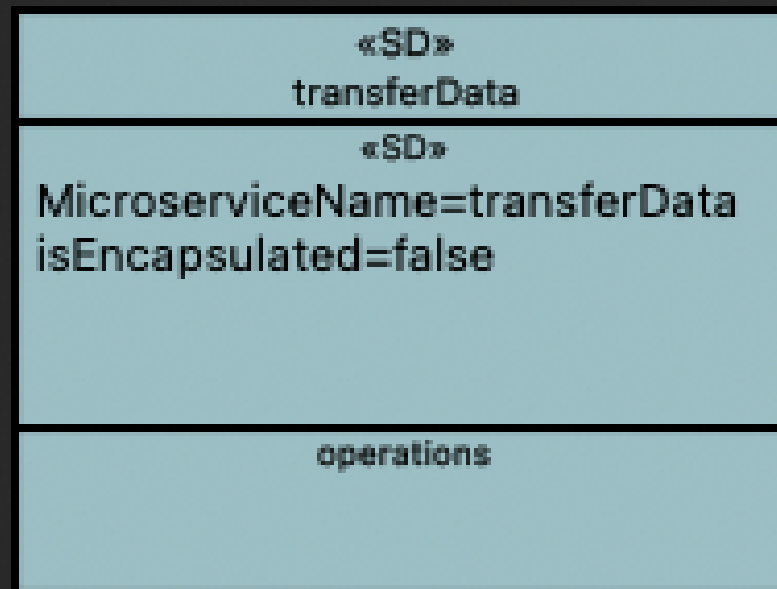 «SD»
transferData
«SD»
MicroserviceName=transferData
isEncapsulated=false
operations